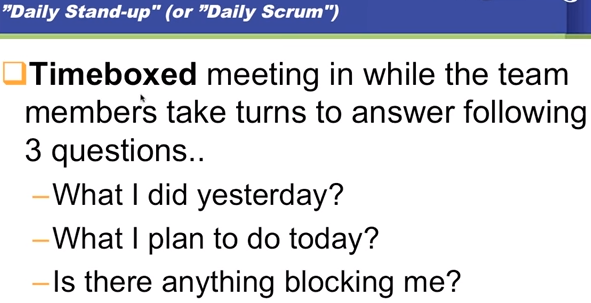 ”Daily Stand-up" (or ”Daily Scrum")
Timeboxed meeting in while the team
members take turns to answer following
3 questions..
–What I did yesterday?
–What I plan to do today?
–Is there anything blocking me?